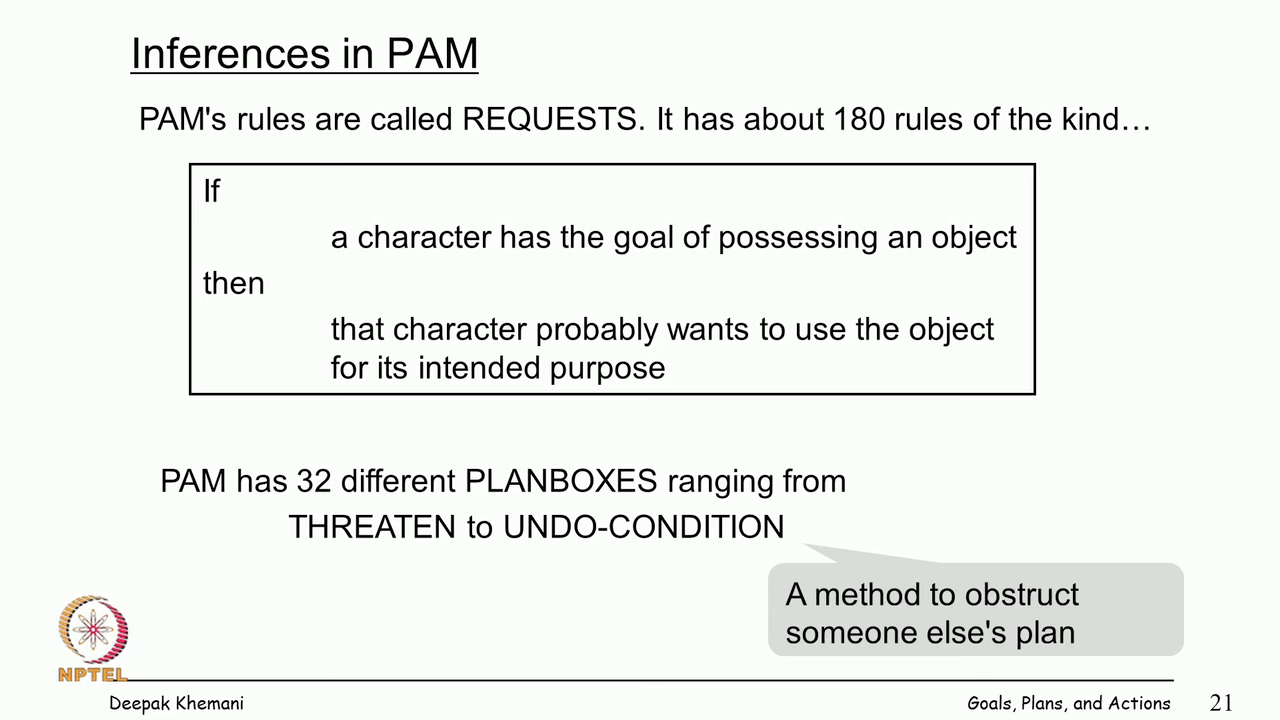 Inferences in PAM
PAM's rules are called REQUESTS. It has about 180 rules of the kind…
If
a character has the goal of possessing an object
then
that character probably wants to use the object
for its intended purpose
PAM has 32 different PLANBOXES ranging from
THREATEN to UNDO-CONDITION
A method to obstruct
someone else's plan
NPTEL
Deepak Khemani
Goals, Plans, and Actions
21